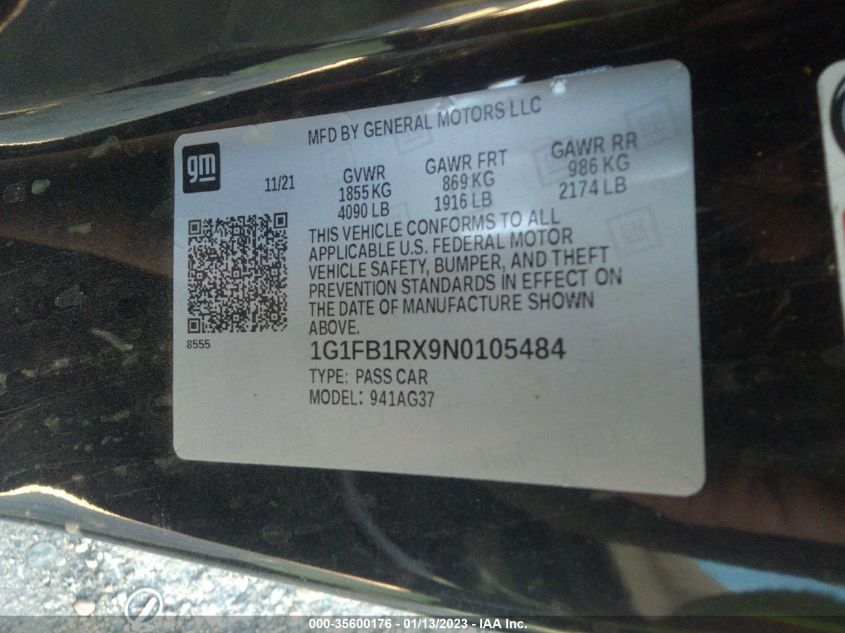 MFD BY GENERAL MOTORS LLC
gm
11/21
GVWR
1855 KG
4090 LB
GAWR FRT
869 KG
1916 LB
GAWR RR
986 KG
2174 LB
THIS VEHICLE CONFORMS TO ALL
APPLICABLE U.S. FEDERAL MOTOR
VEHICLE SAFETY, BUMPER, AND THEFT
PREVENTION STANDARDS IN EFFECT ON
THE DATE OF MANUFACTURE SHOWN
ABOVE.
8555
1G1FB1RX9N0105484
TYPE: PASS CAR
MODEL: 941AG37
000-35600176 - 01/13/2023 - IAA Inc.